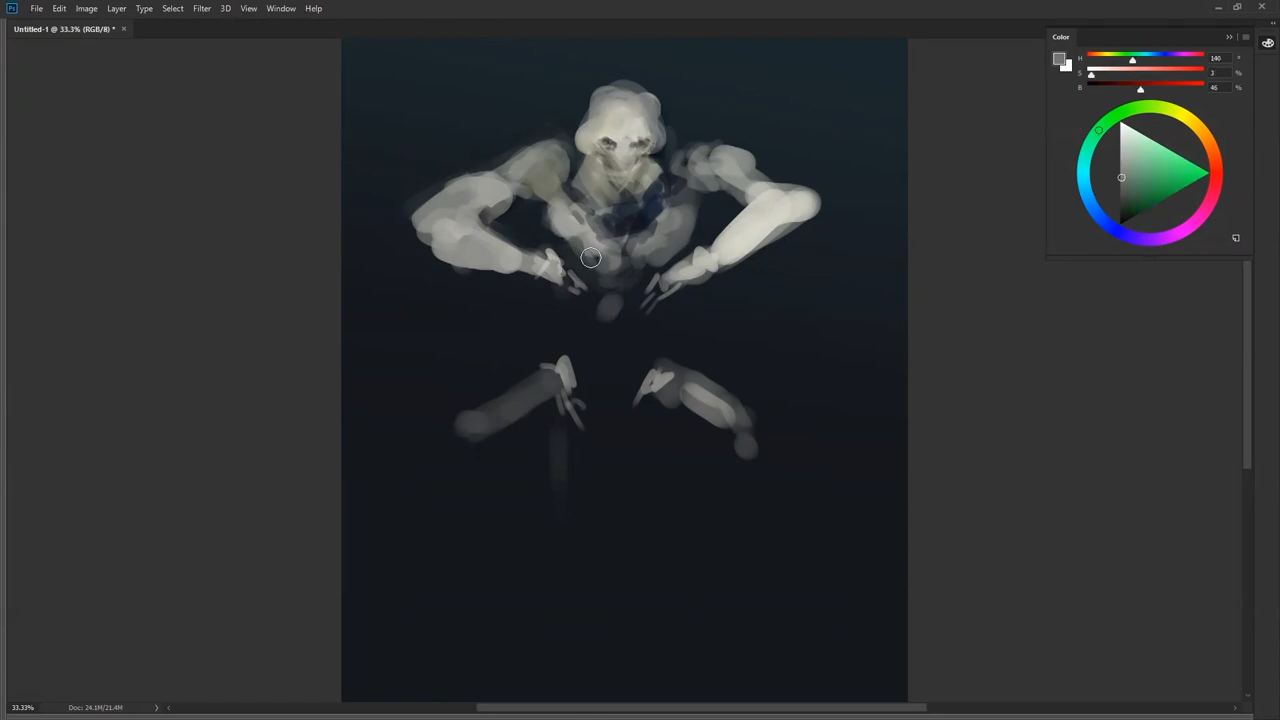 Ps File Edit Image Layer Type Select Filter 3D View Window Help
Untitled-1 @ 33.3% (RGB/8) * ×
Color
H 140 °
S 3 %
B 46 %
33.33% Doc: 24.1M/21.4M